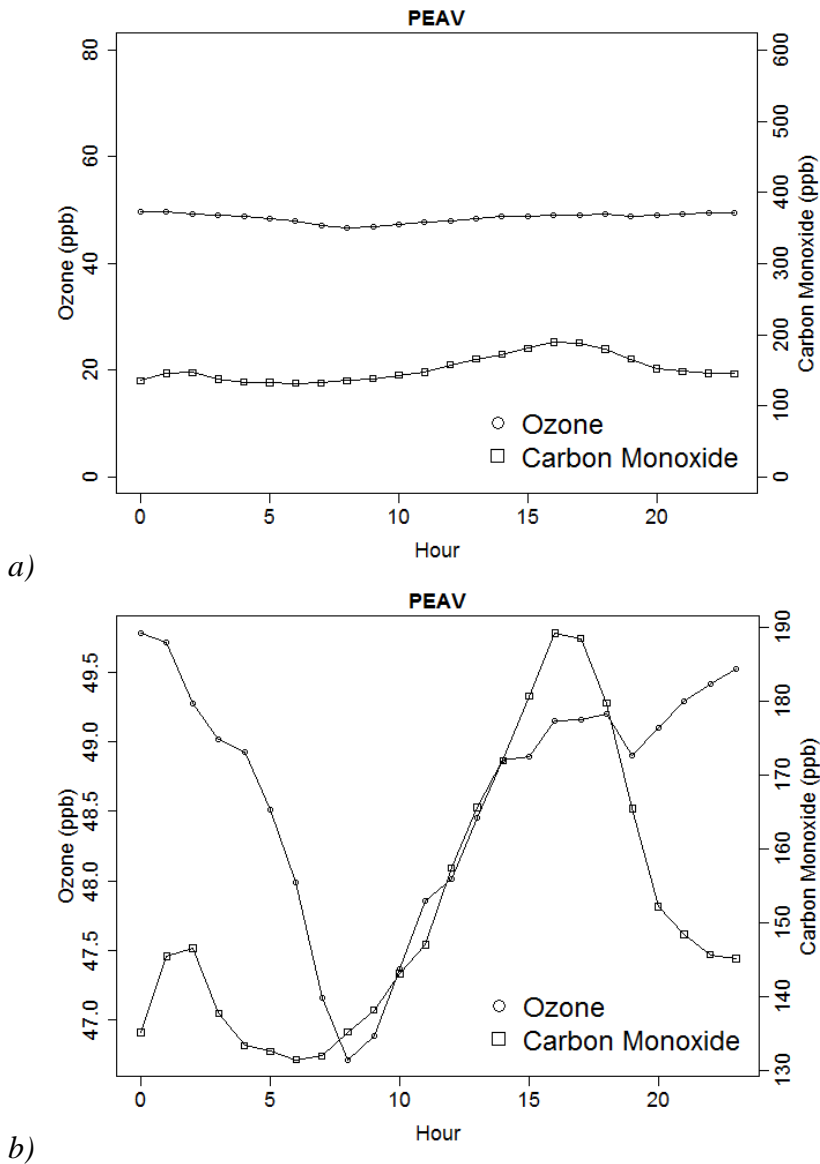 PEAV
80
60
40
20
0
Ozone (ppb)
600
500
400
300
200
100
0
Carbon Monoxide (ppb)
Ozone
Carbon Monoxide
0 5 10 15 20
Hour
a)
PEAV
49.5
49.0
48.5
48.0
47.5
47.0
Ozone (ppb)
190
180
170
160
150
140
130
Carbon Monoxide (ppb)
Ozone
Carbon Monoxide
0 5 10 15 20
Hour
b)